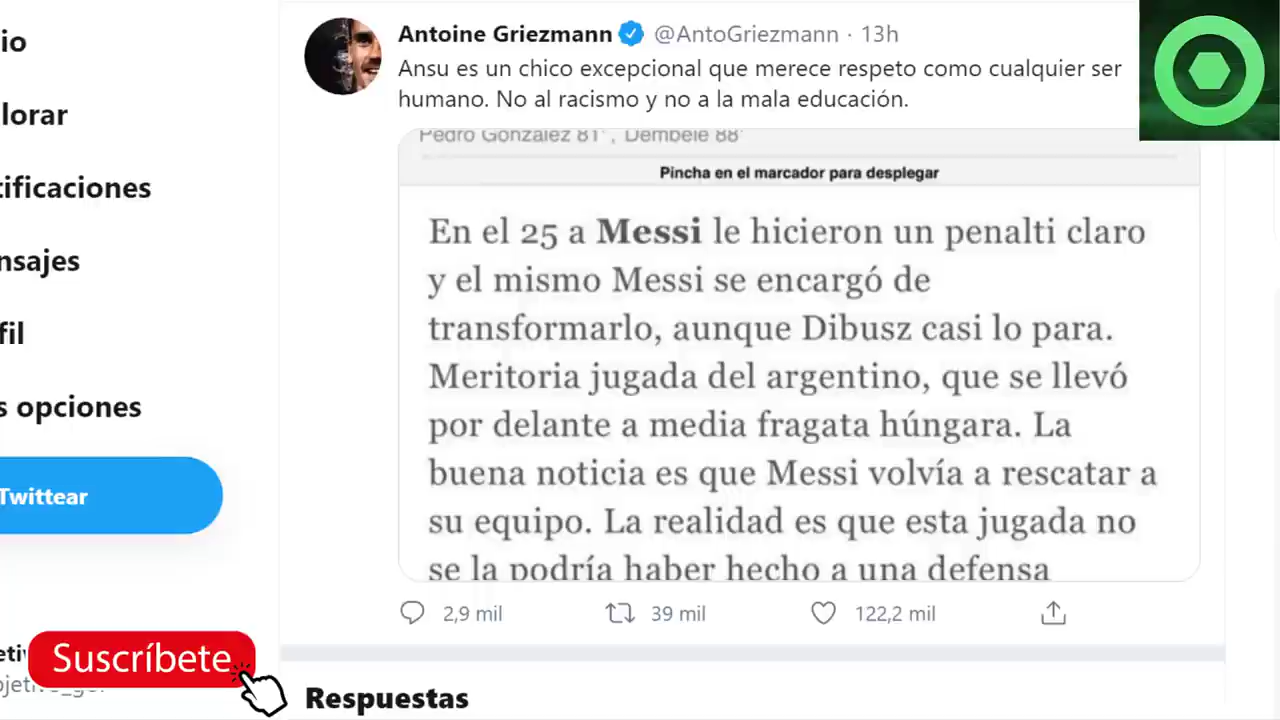 io
lorar
tificaciones
nsajes
fil
s opciones
Twittear
Antoine Griezmann @AntoGriezmann · 13h
Ansu es un chico excepcional que merece respeto como cualquier ser
humano. No al racismo y no a la mala educación.
Pedro González 81', Dembélé 88'
Pincha en el marcador para desplegar
En el 25 a Messi le hicieron un penalti claro
y el mismo Messi se encargó de
transformarlo, aunque Dibusz casi lo para.
Meritoria jugada del argentino, que se llevó
por delante a media fragata húngara. La
buena noticia es que Messi volvía a rescatar a
su equipo. La realidad es que esta jugada no
se la podría haber hecho a una defensa
2,9 mil 39 mil 122,2 mil
Suscríbete
Respuestas